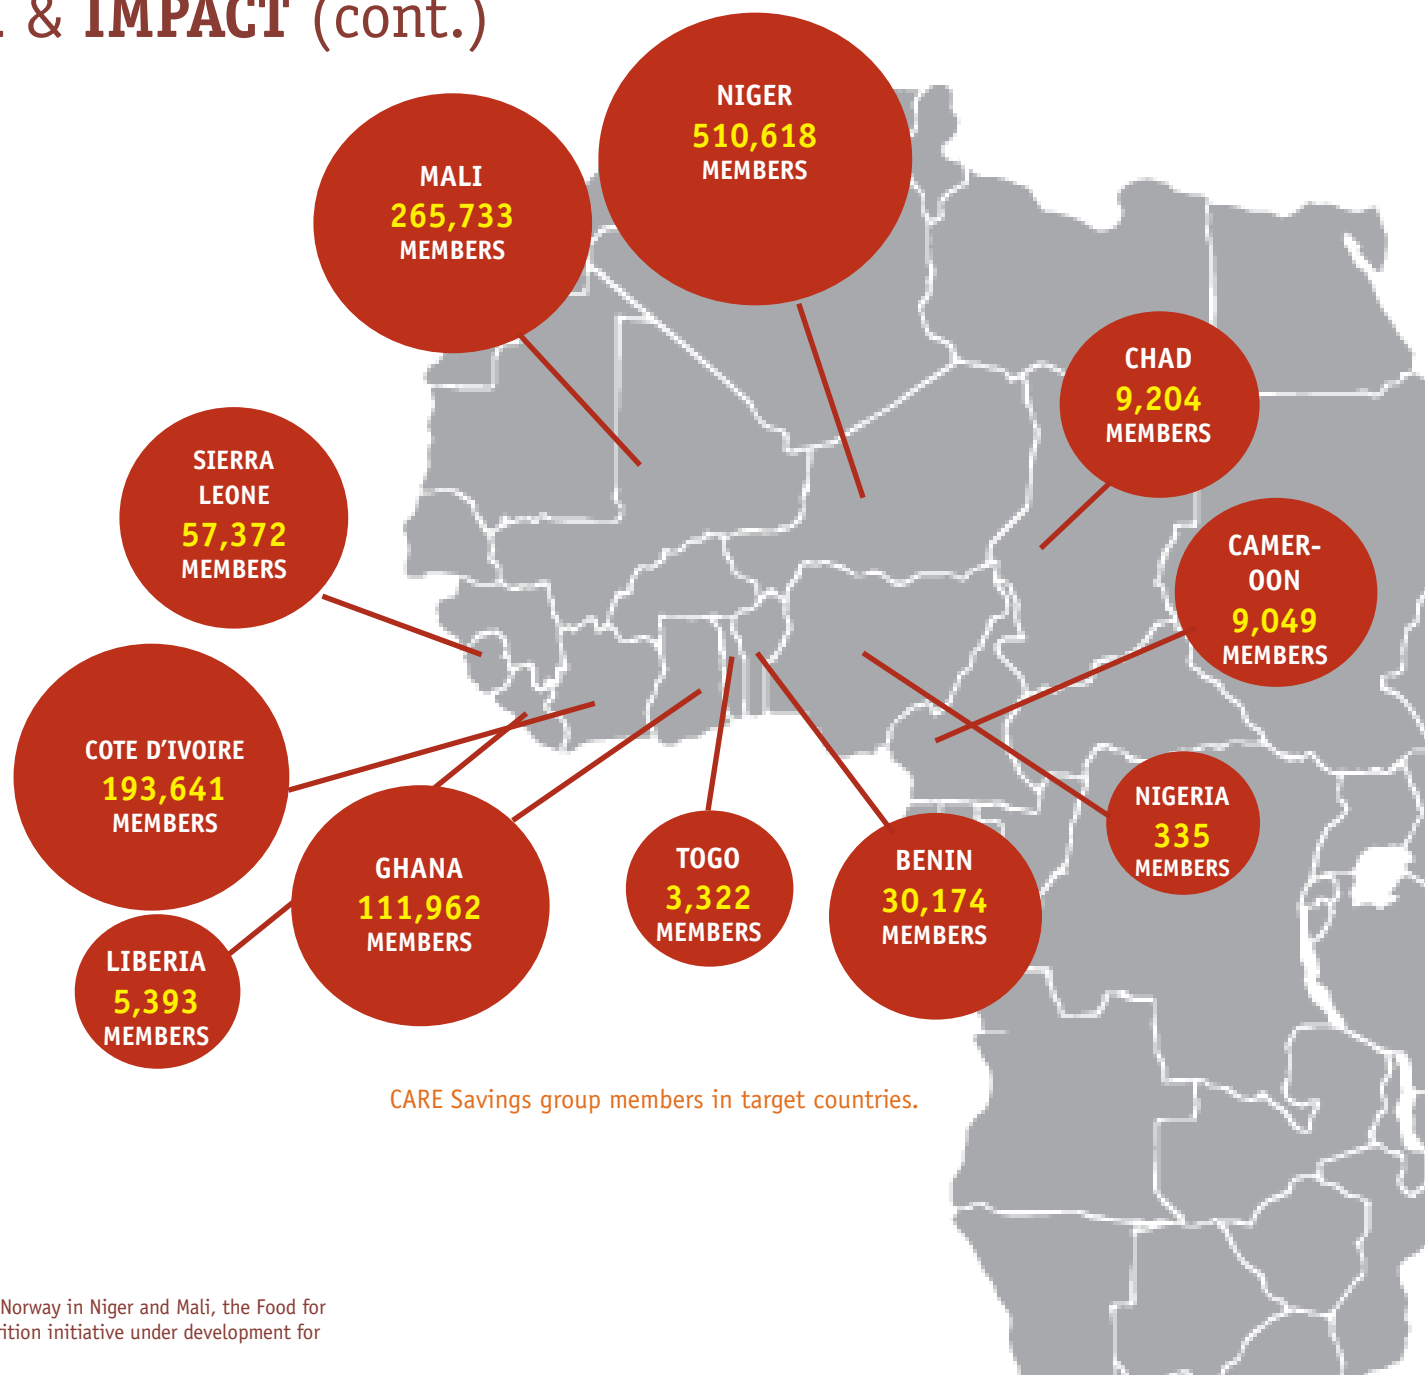 & IMPACT (cont.)
NIGER
510,618
MEMBERS
MALI
265,733
MEMBERS
CHAD
9,204
MEMBERS
SIERRA
LEONE
57,372
MEMBERS
CAMER-
OON
9,049
MEMBERS
COTE D’IVOIRE
193,641
MEMBERS
NIGERIA
335
MEMBERS
GHANA
111,962
MEMBERS
TOGO
3,322
MEMBERS
BENIN
30,174
MEMBERS
LIBERIA
5,393
MEMBERS
CARE Savings group members in target countries.
Norway in Niger and Mali, the Food for
rition initiative under development for